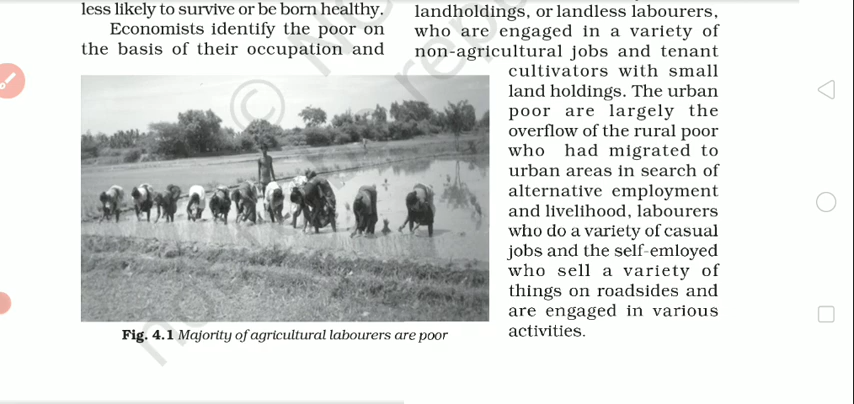 less likely to survive or be born healthy.
Economists identify the poor on
the basis of their occupation and
landholdings, or landless labourers,
who are engaged in a variety of
non-agricultural jobs and tenant
cultivators with small
land holdings. The urban
poor are largely the
overflow of the rural poor
who had migrated to
urban areas in search of
alternative employment
and livelihood, labourers
who do a variety of casual
jobs and the self-emloyed
who sell a variety of
things on roadsides and
are engaged in various
activities.
Fig. 4.1 Majority of agricultural labourers are poor